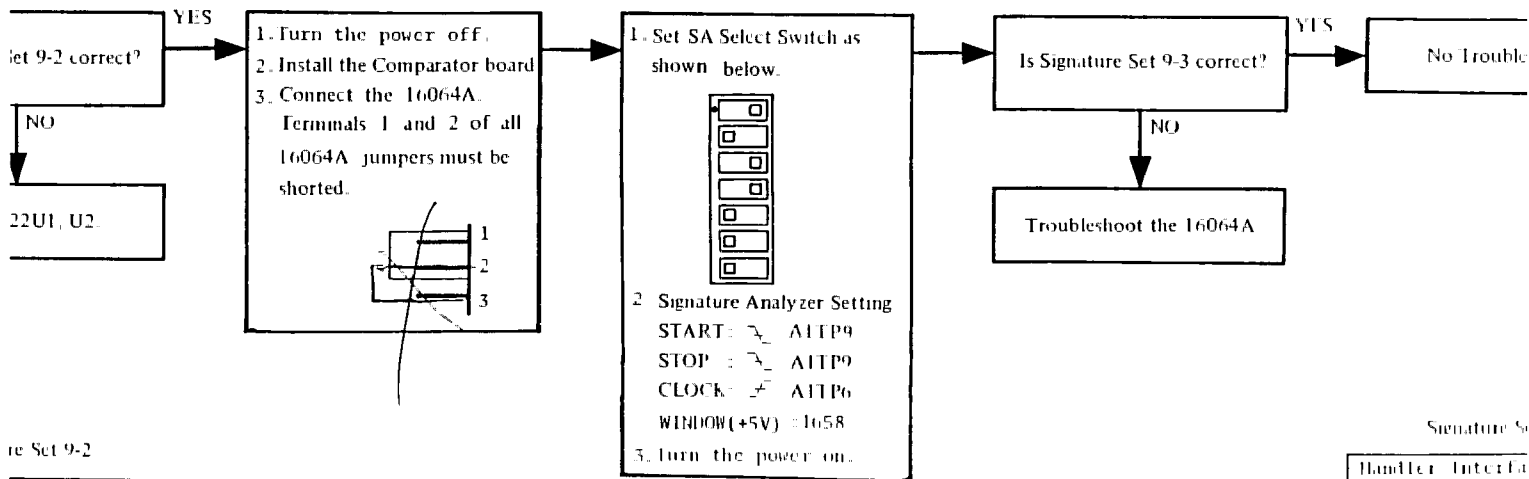 YES
Set 9-2 correct?
NO
22U1, U2.
1. Turn the power off.
2. Install the Comparator board
3. Connect the 16064A.
Terminals 1 and 2 of all
16064A jumpers must be
shorted.
1
2
3
1. Set SA Select Switch as
shown below.
2 Signature Analyzer Setting
START: A1TP9
STOP : A1TP9
CLOCK: A1TP6
WINDOW(+5V) :1658
3. Turn the power on.
Is Signature Set 9-3 correct?
YES
NO
Troubleshoot the 16064A
No Trouble
re Set 9-2
Signature Se
Handler Interfa